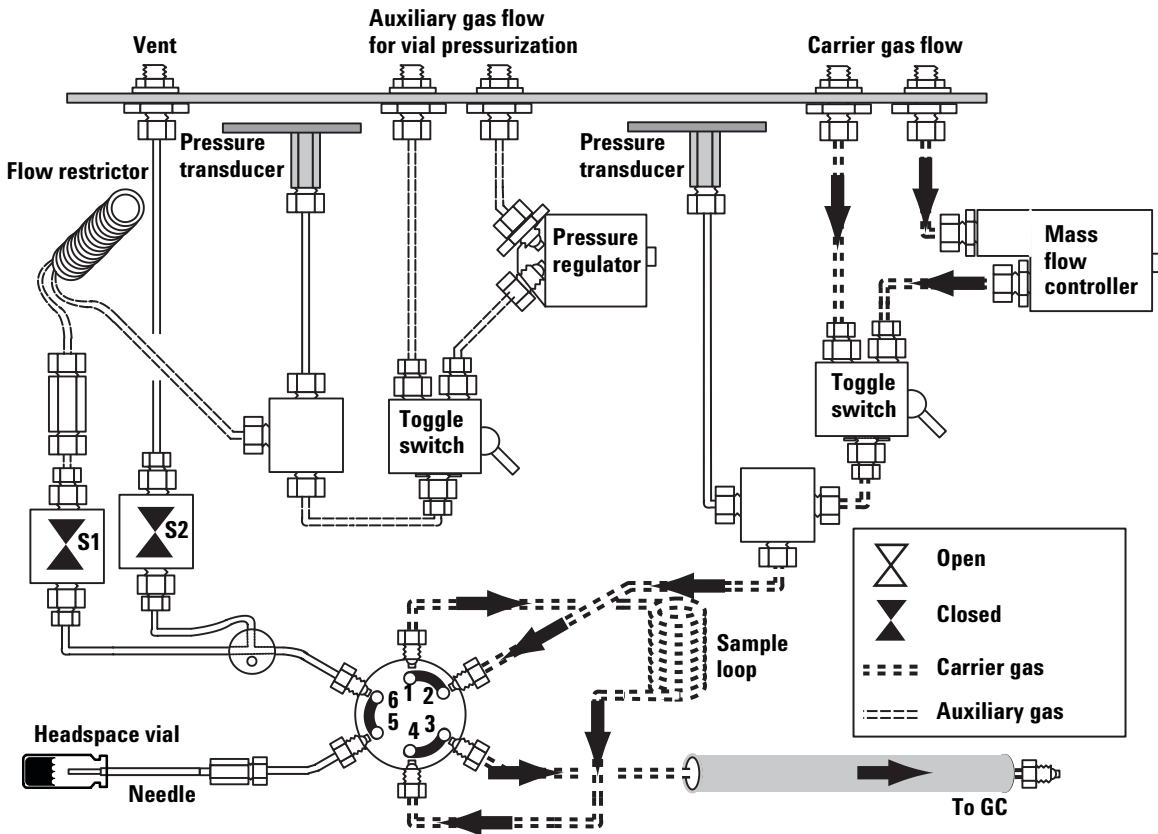 Vent
Auxiliary gas flow
for vial pressurization
Carrier gas flow
Pressure
transducer
Pressure
transducer
Flow restrictor
Pressure
regulator
Mass
flow
controller
Toggle
switch
Toggle
switch
S1
S2
Open
Closed
Carrier gas
Auxiliary gas
Sample
loop
1
2
3
4
5
6
Headspace vial
Needle
To GC